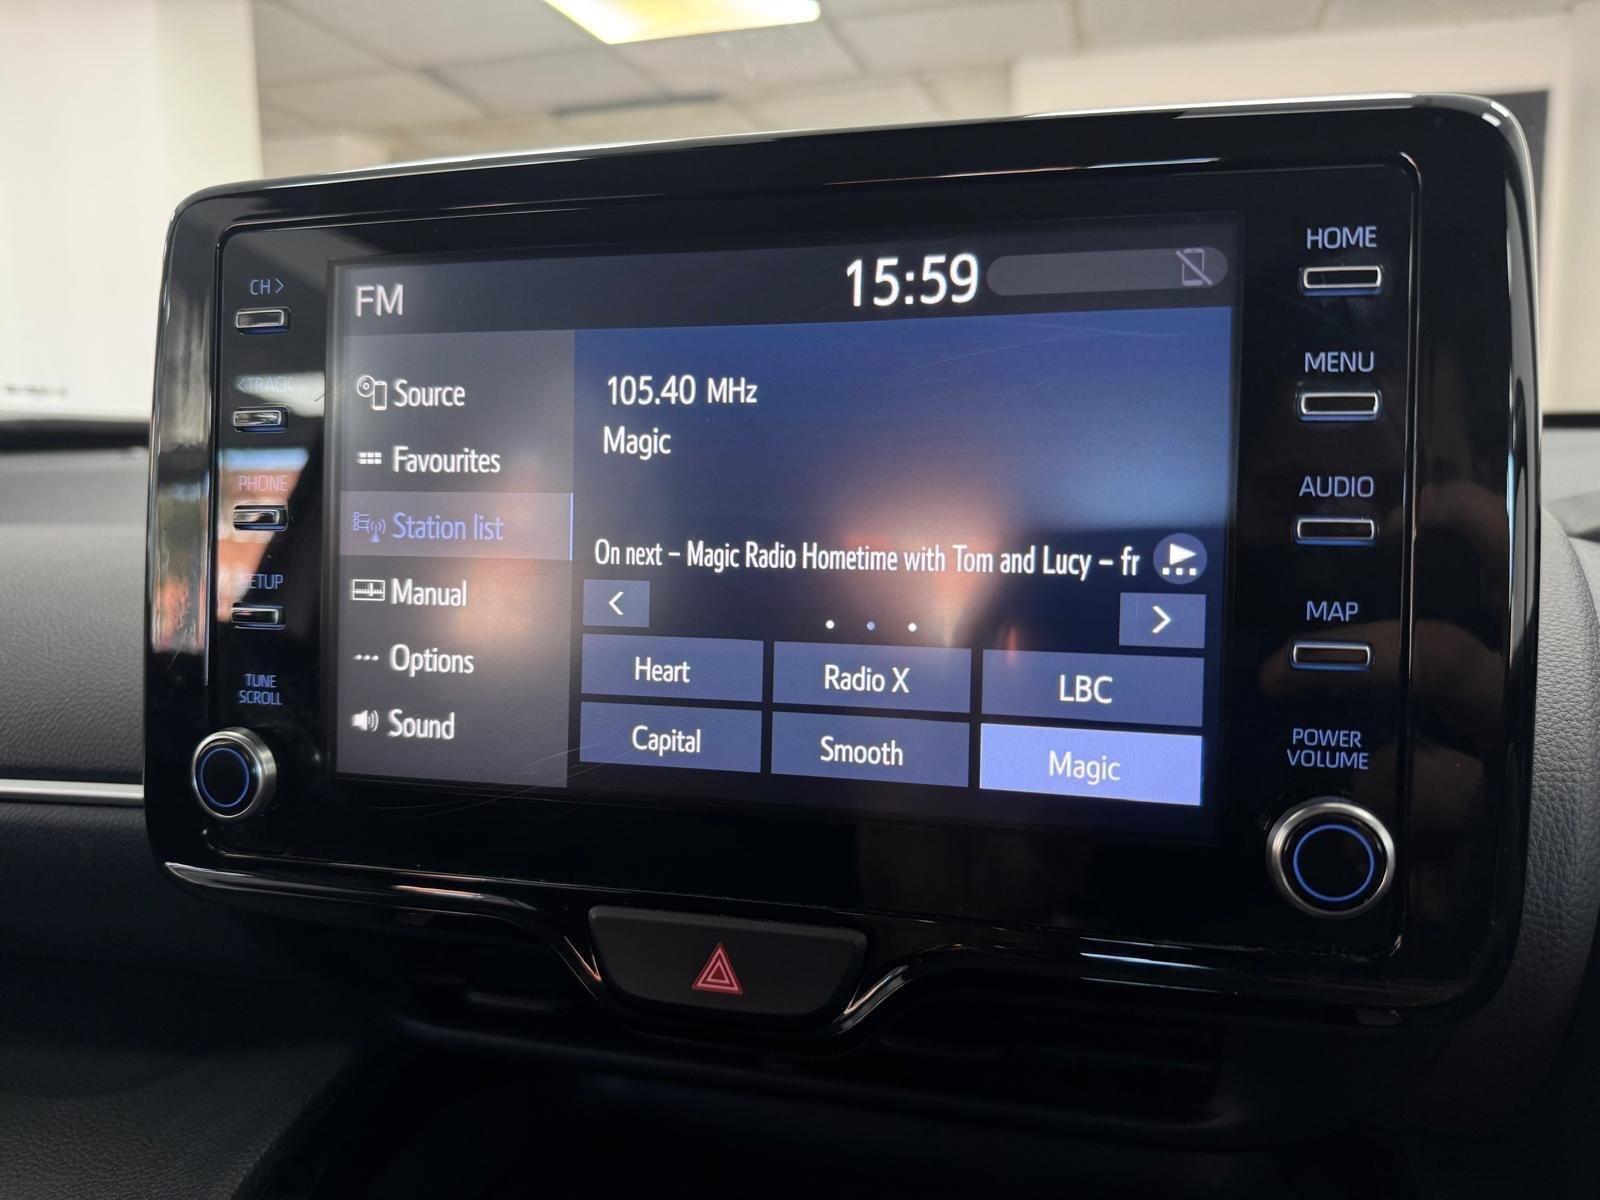 FM
15:59
CH >
< TRACK
PHONE
SETUP
TUNE
SCROLL
Source
Favourites
Station list
Manual
Options
Sound
105.40 MHz
Magic
On next – Magic Radio Hometime with Tom and Lucy – fr
<
>
Heart
Radio X
LBC
Capital
Smooth
Magic
HOME
MENU
AUDIO
MAP
POWER
VOLUME